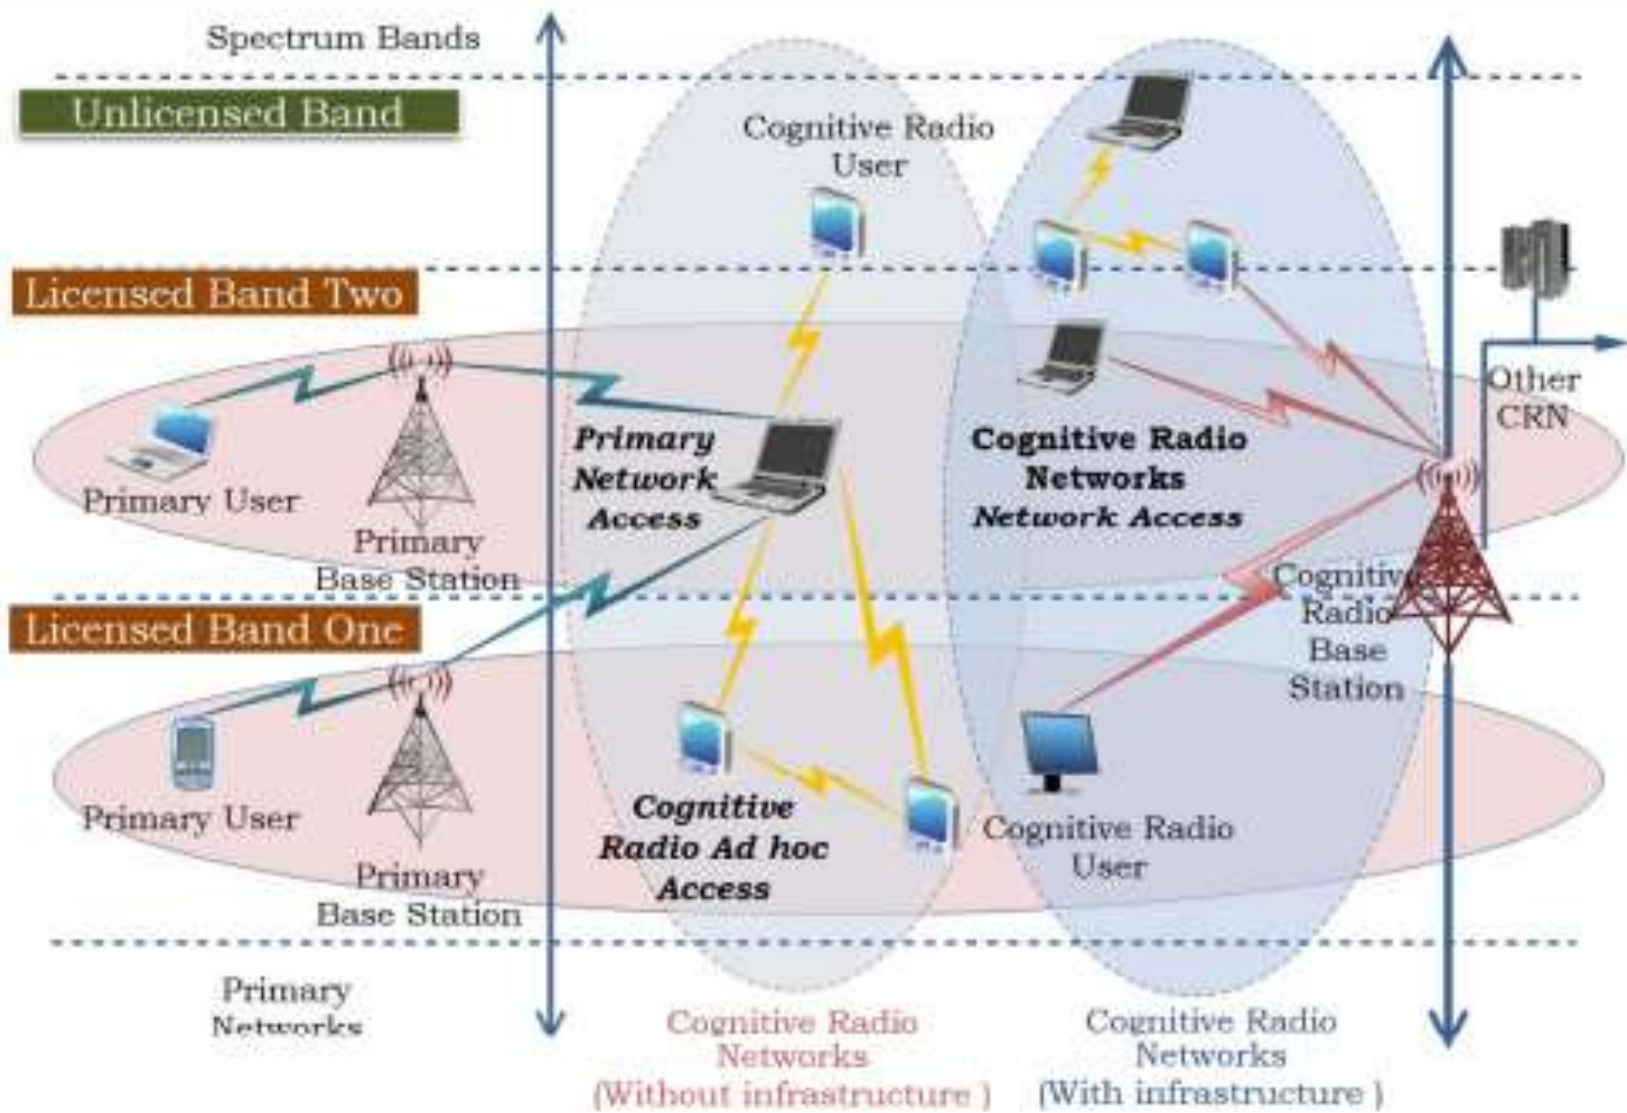 Spectrum Bands
Unlicensed Band
Cognitive Radio
User
Licensed Band Two
Other
CRN
Primary User
Primary
Base Station
Primary
Network
Access
Cognitive Radio
Networks
Network Access
Cognitive
Radio
Base
Station
Licensed Band One
Primary User
Primary
Base Station
Cognitive
Radio Ad hoc
Access
Cognitive Radio
User
Primary
Networks
Cognitive Radio
Networks
(Without infrastructure )
Cognitive Radio
Networks
(With infrastructure )